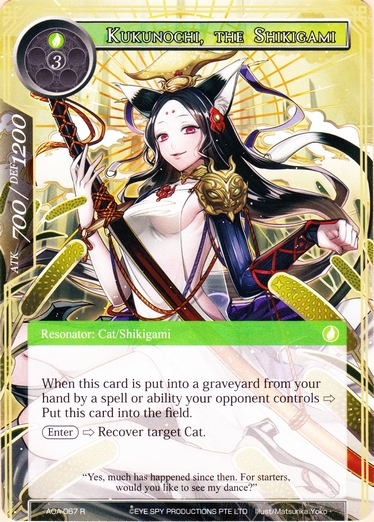 KUKUNOCHI, THE SHIKIGAMI
3
ATK 700/DEF 1200
Resonator: Cat/Shikigami
When this card is put into a graveyard from your
hand by a spell or ability your opponent controls ⇨
Put this card into the field.
Enter ⇨ Recover target Cat.
"Yes, much has happened since then. For starters,
would you like to see my dance?"
AOA-067 R ©EYE SPY PRODUCTIONS PTE LTD Illust/Matsurika Yoko